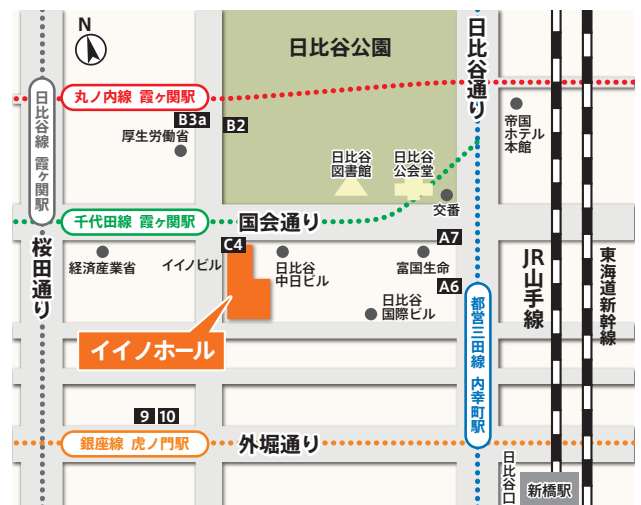 N
日比谷公園
日比谷通り
丸ノ内線 霞ヶ関駅
日比谷線 霞ヶ関駅
B3a
B2
厚生労働省
帝国
ホテル
本館
日比谷
図書館
日比谷
公会堂
交番
千代田線 霞ヶ関駅
国会通り
桜田通り
C4
A7
経済産業省
イイノビル
日比谷
中日ビル
富国生命
JR山手線
東海道新幹線
A6
日比谷
国際ビル
都営三田線 内幸町駅
イイノホール
9
10
銀座線 虎ノ門駅
外堀通り
日比谷口
新橋駅